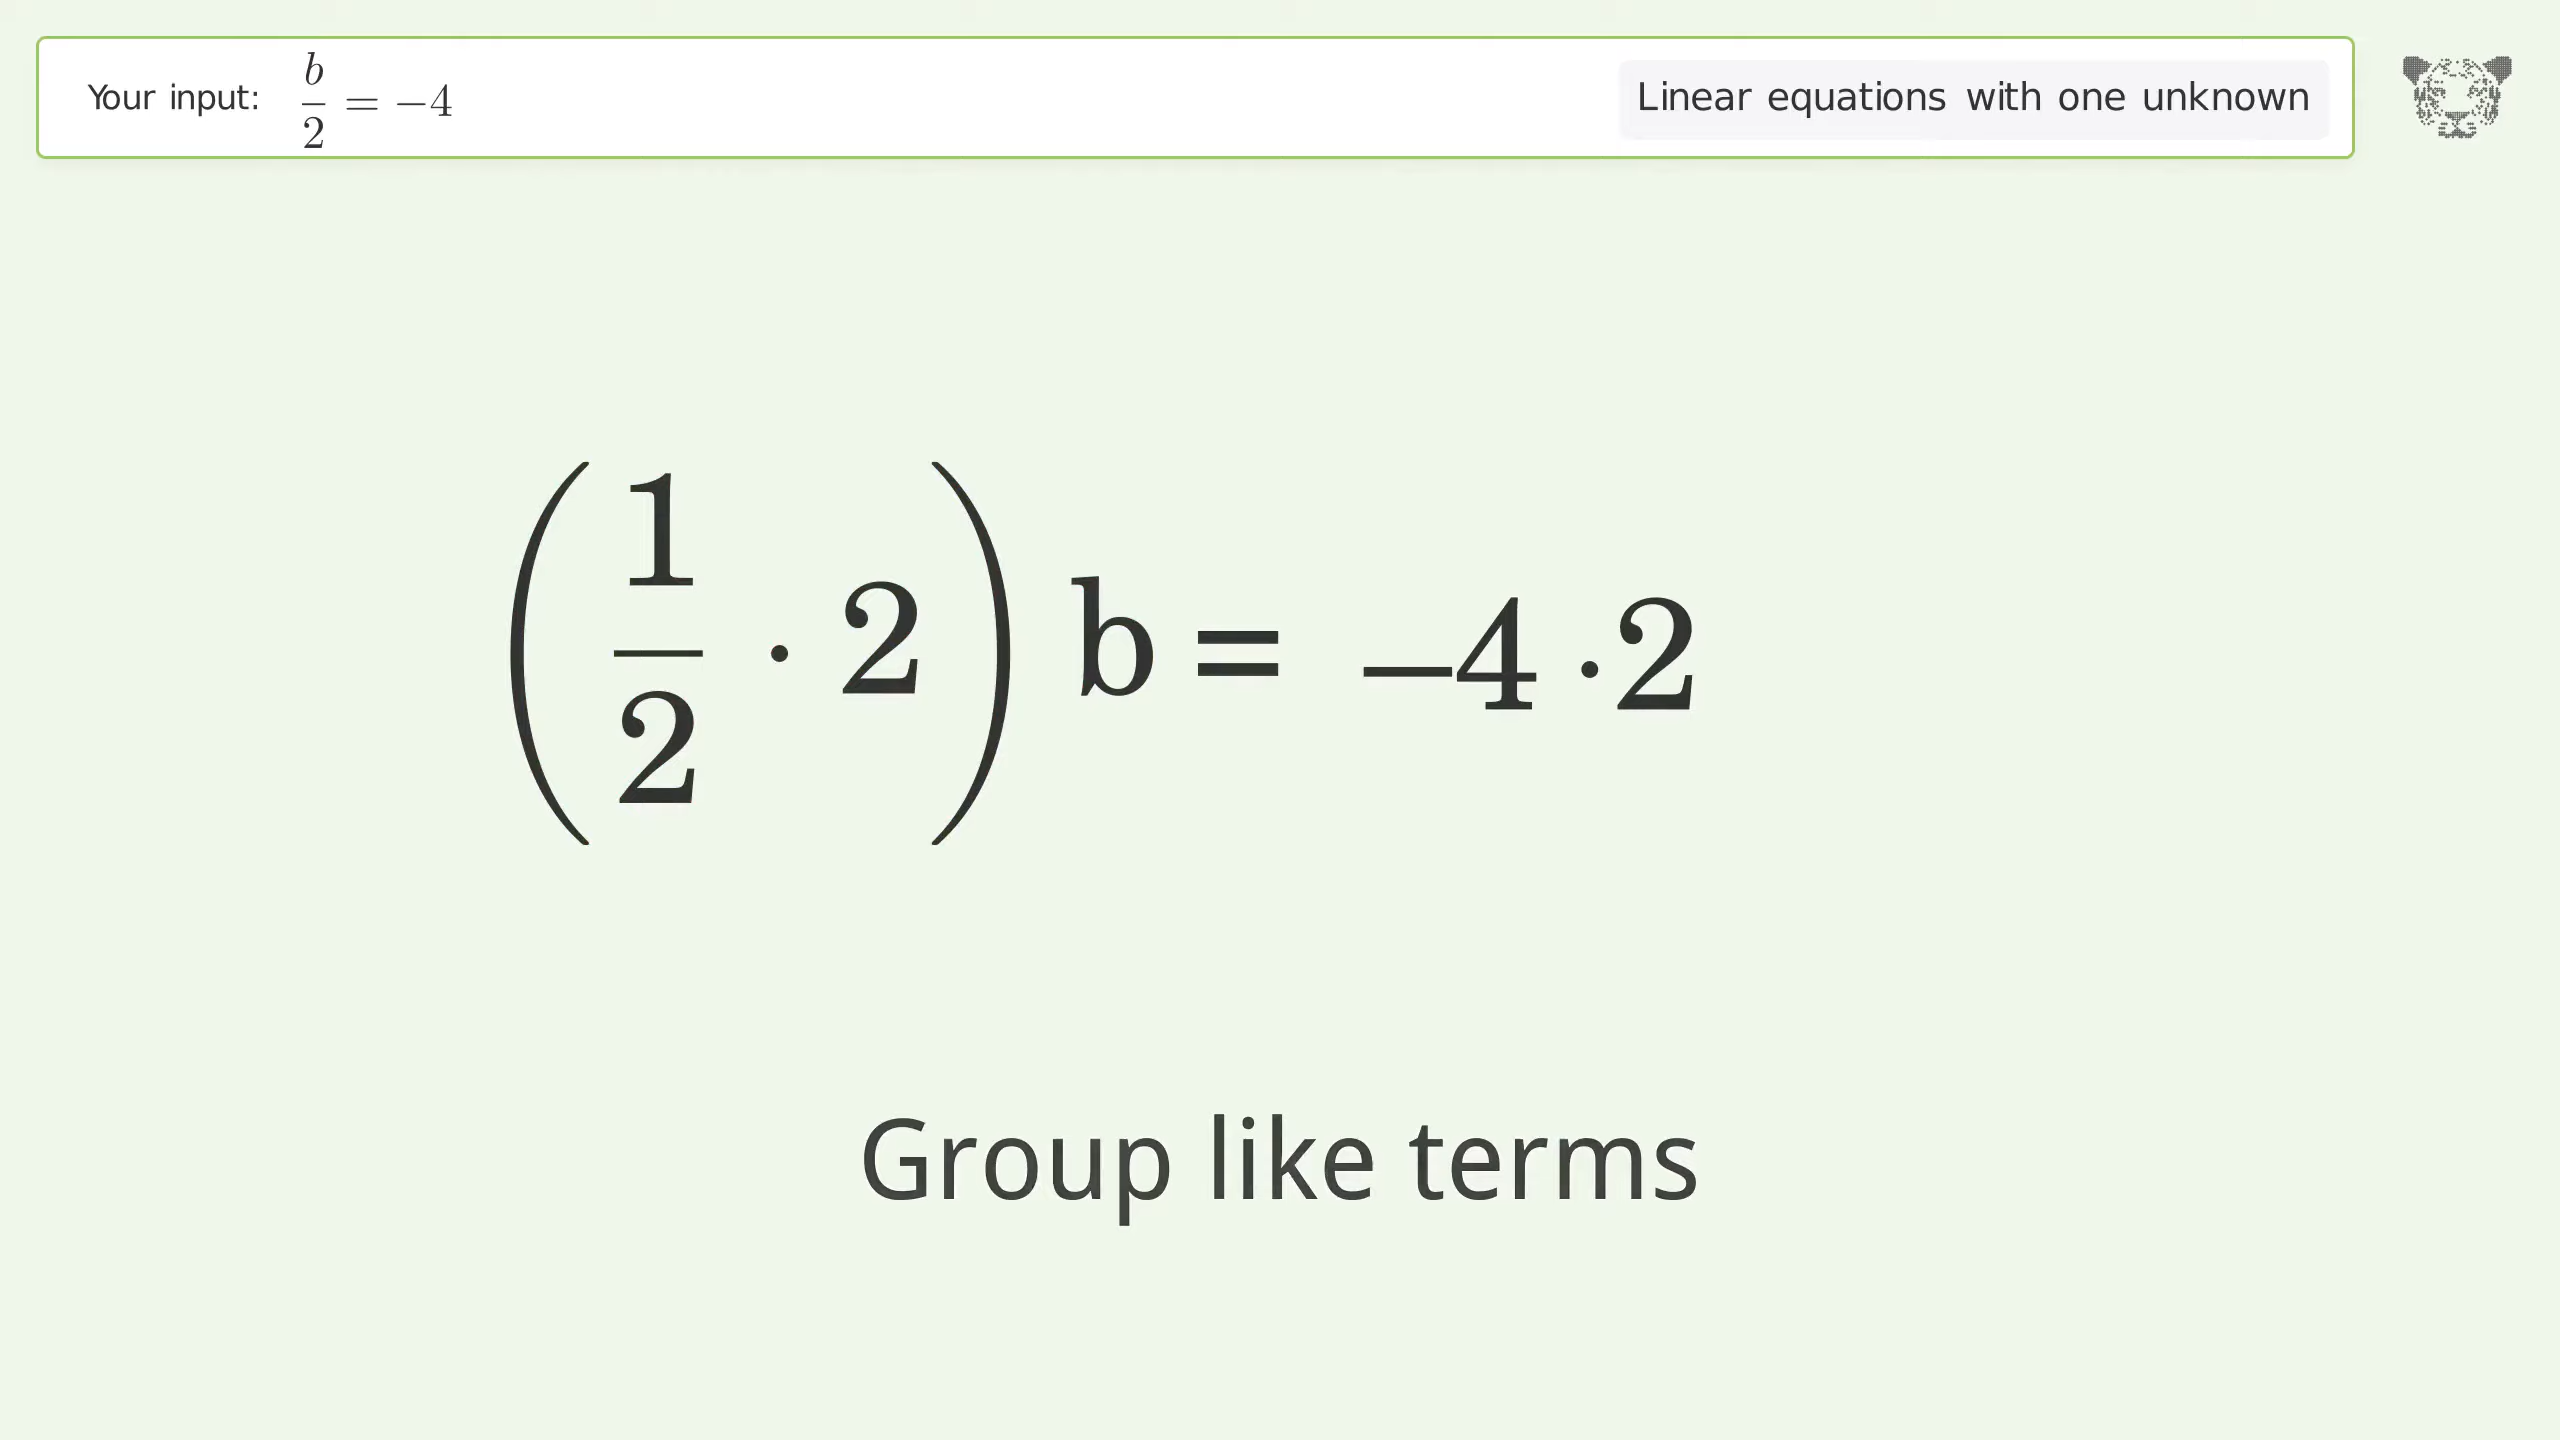 Your input: b/2 = −4
Linear equations with one unknown
(1/2 · 2) b = −4 · 2
Group like terms